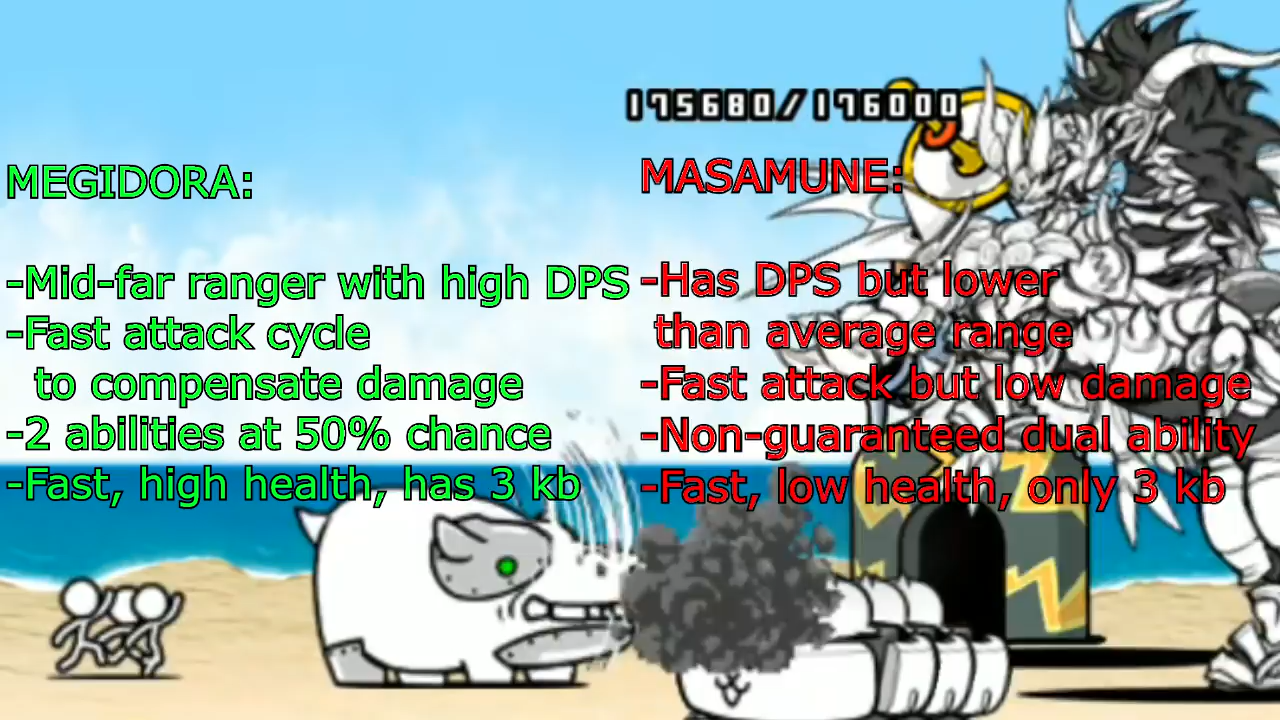 175680/176000
MEGIDORA:
-Mid-far ranger with high DPS
-Fast attack cycle
to compensate damage
-2 abilities at 50% chance
-Fast, high health, has 3 kb
MASAMUNE:
-Has DPS but lower
than average range
-Fast attack but low damage
-Non-guaranteed dual ability
-Fast, low health, only 3 kb